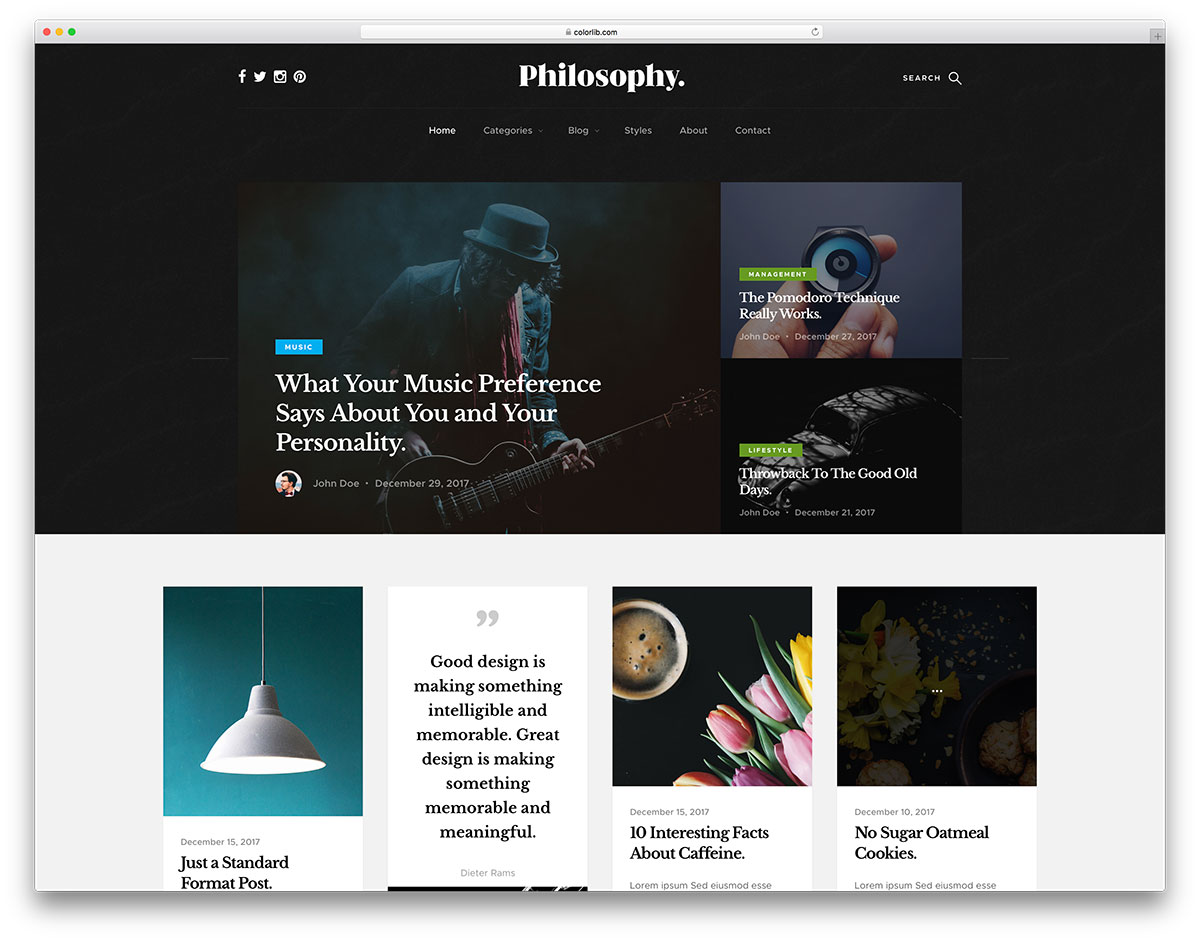 colorlib.com
Philosophy.
SEARCH
Home Categories Blog Styles About Contact
MUSIC
What Your Music Preference
Says About You and Your
Personality.
John Doe • December 29, 2017
MANAGEMENT
The Pomodoro Technique
Really Works.
John Doe • December 27, 2017
LIFESTYLE
Throwback To The Good Old
Days.
John Doe • December 21, 2017
December 15, 2017
Just a Standard
Format Post.
”
Good design is
making something
intelligible and
memorable. Great
design is making
something
memorable and
meaningful.
Dieter Rams
December 15, 2017
10 Interesting Facts
About Caffeine.
Lorem ipsum Sed eiusmod esse
December 10, 2017
No Sugar Oatmeal
Cookies.
Lorem ipsum Sed eiusmod esse